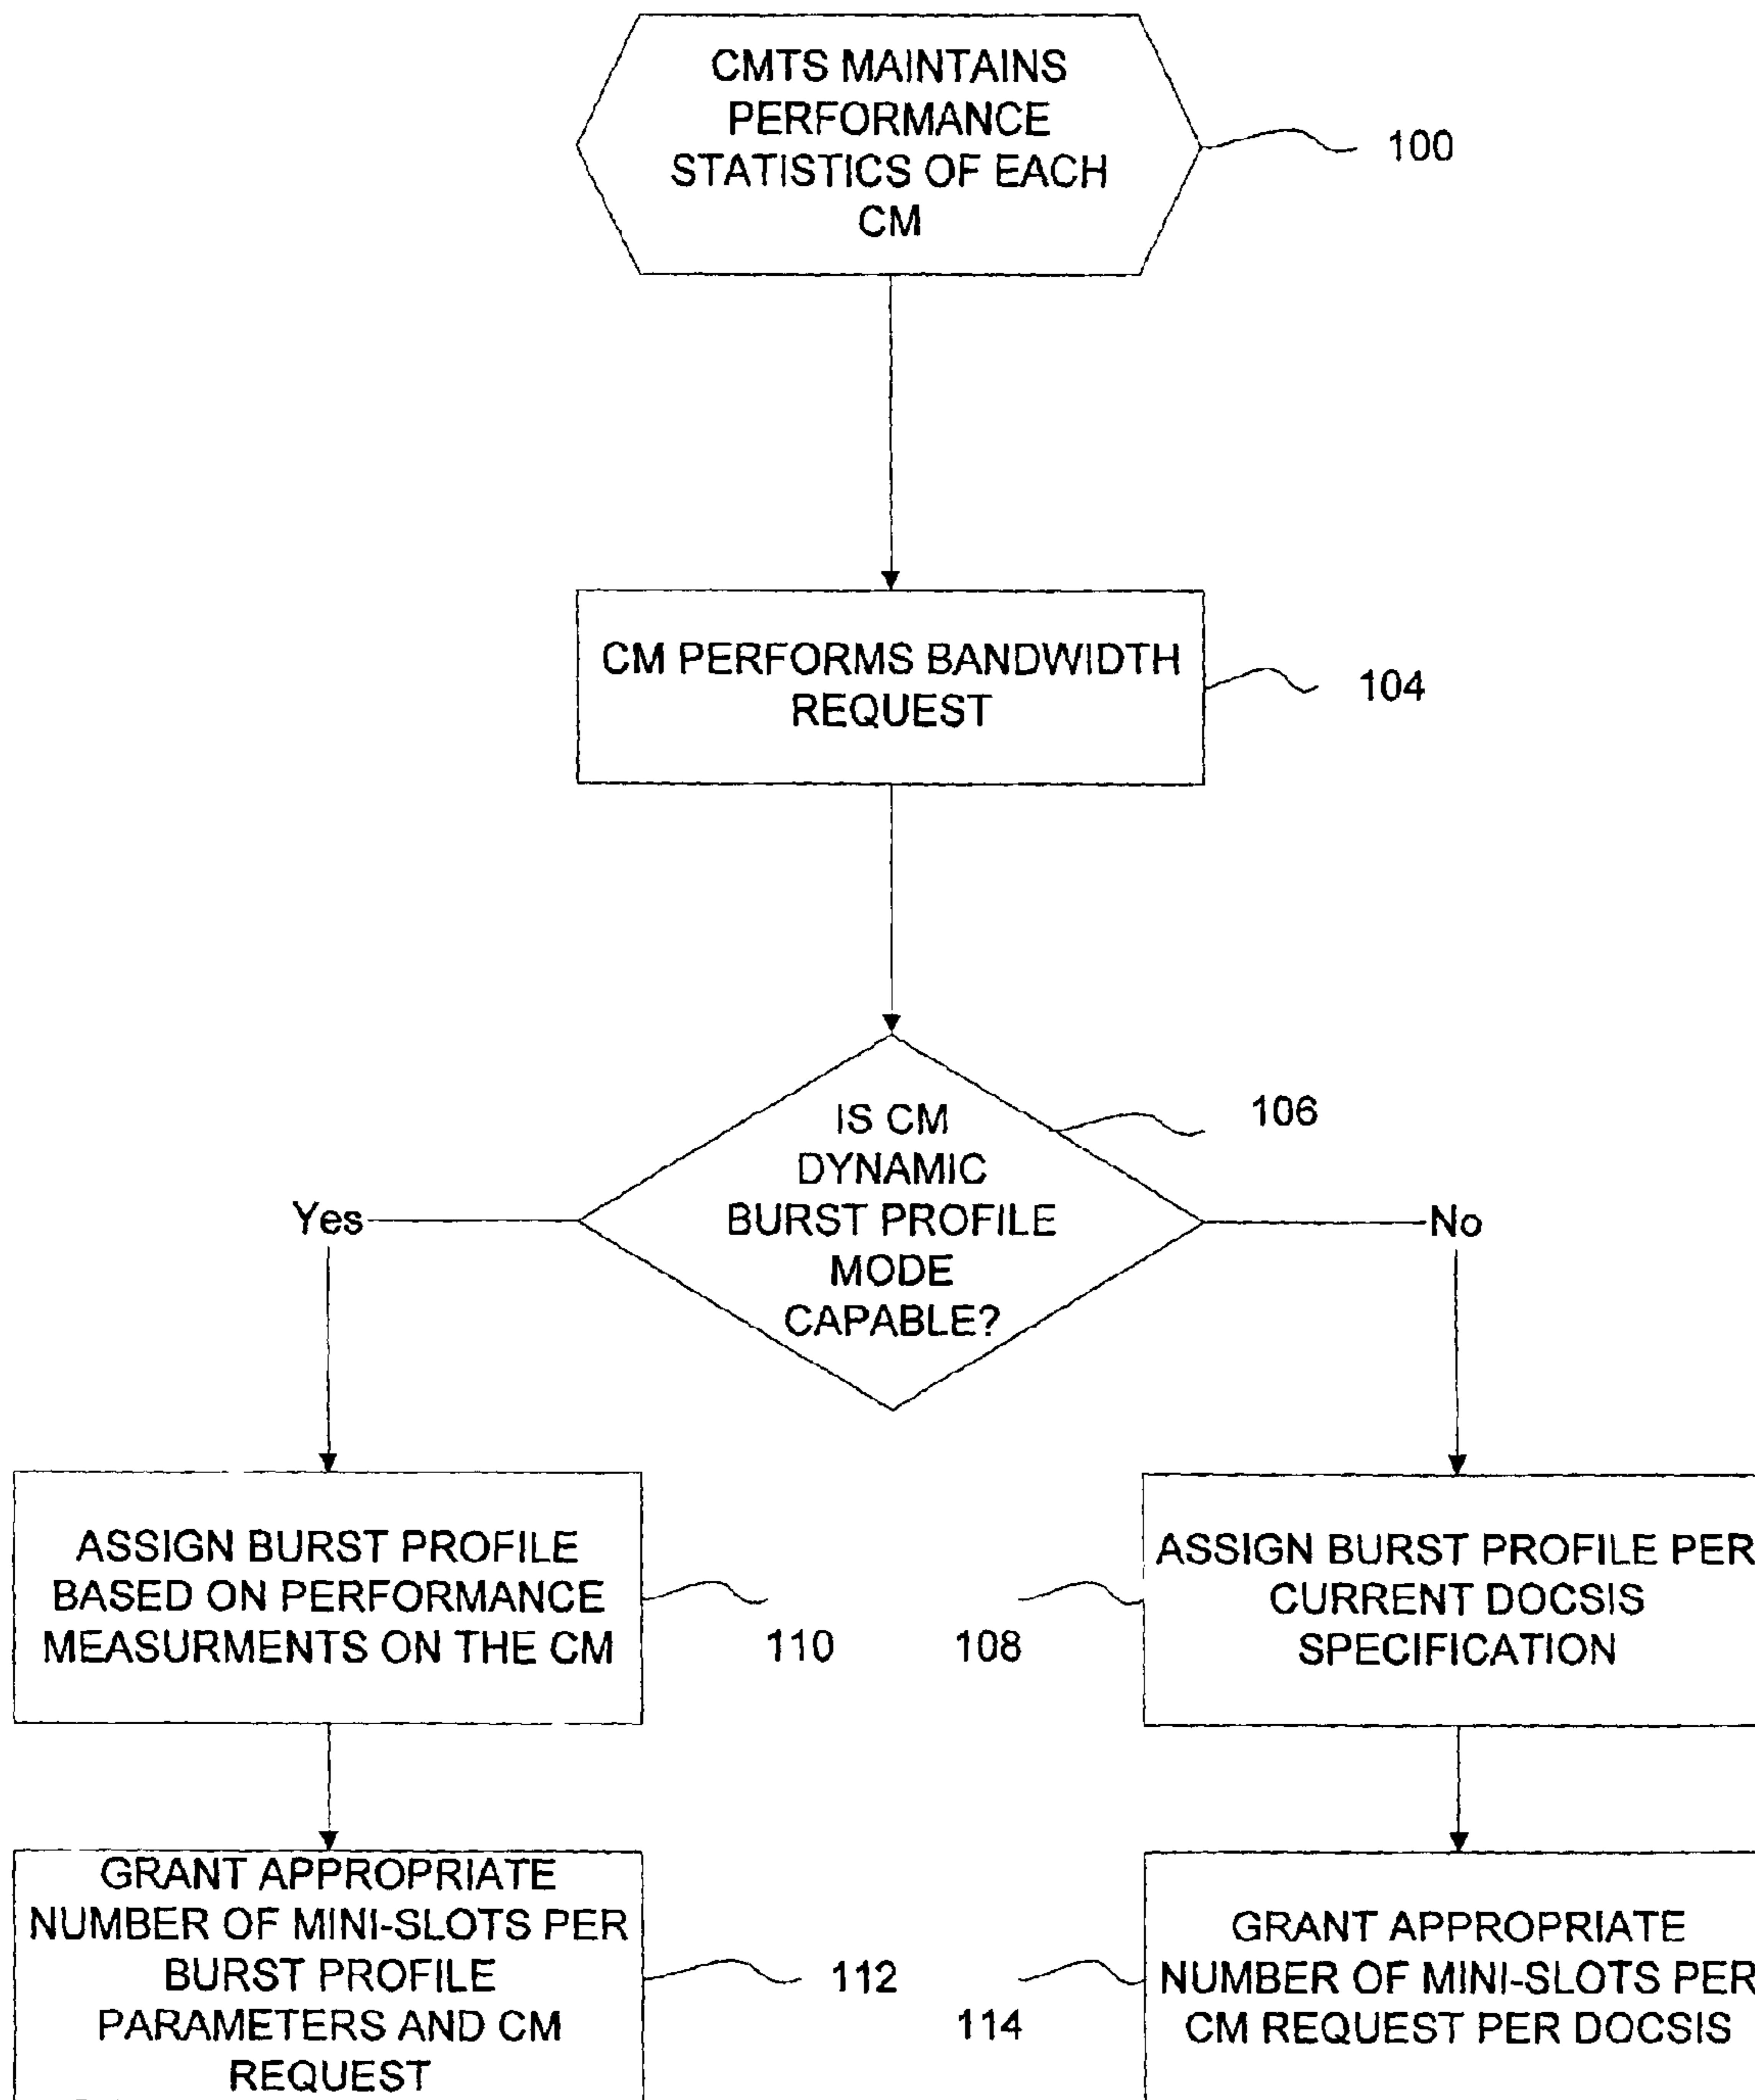 CMTS MAINTAINS
PERFORMANCE
STATISTICS OF EACH
CM
100
CM PERFORMS BANDWIDTH
REQUEST
104
IS CM
DYNAMIC
BURST PROFILE
MODE
CAPABLE?
106
Yes
No
ASSIGN BURST PROFILE
BASED ON PERFORMANCE
MEASURMENTS ON THE CM
110
108
ASSIGN BURST PROFILE PER
CURRENT DOCSIS
SPECIFICATION
GRANT APPROPRIATE
NUMBER OF MINI-SLOTS PER
BURST PROFILE
PARAMETERS AND CM
REQUEST
112
114
GRANT APPROPRIATE
NUMBER OF MINI-SLOTS PER
CM REQUEST PER DOCSIS